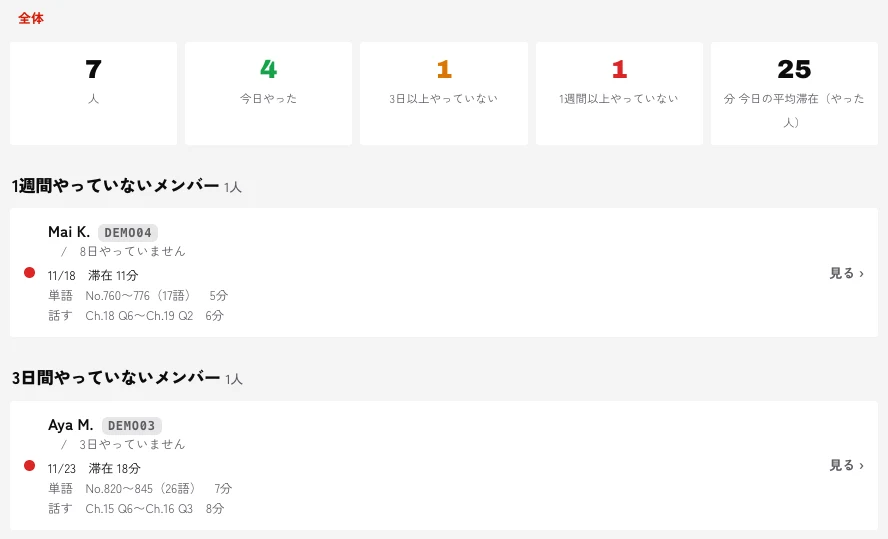 全体
7
人
4
今日やった
1
3日以上やっていない
1
1週間以上やっていない
25
分 今日の平均滞在（やった
人）
1週間やっていないメンバー 1人
Mai K. DEMO04
/ 8日やっていません
11/18 滞在 11分
単語 No.760〜776（17語） 5分
話す Ch.18 Q6〜Ch.19 Q2 6分
見る ›
3日間やっていないメンバー 1人
Aya M. DEMO03
/ 3日やっていません
11/23 滞在 18分
単語 No.820〜845（26語） 7分
話す Ch.15 Q6〜Ch.16 Q3 8分
見る ›